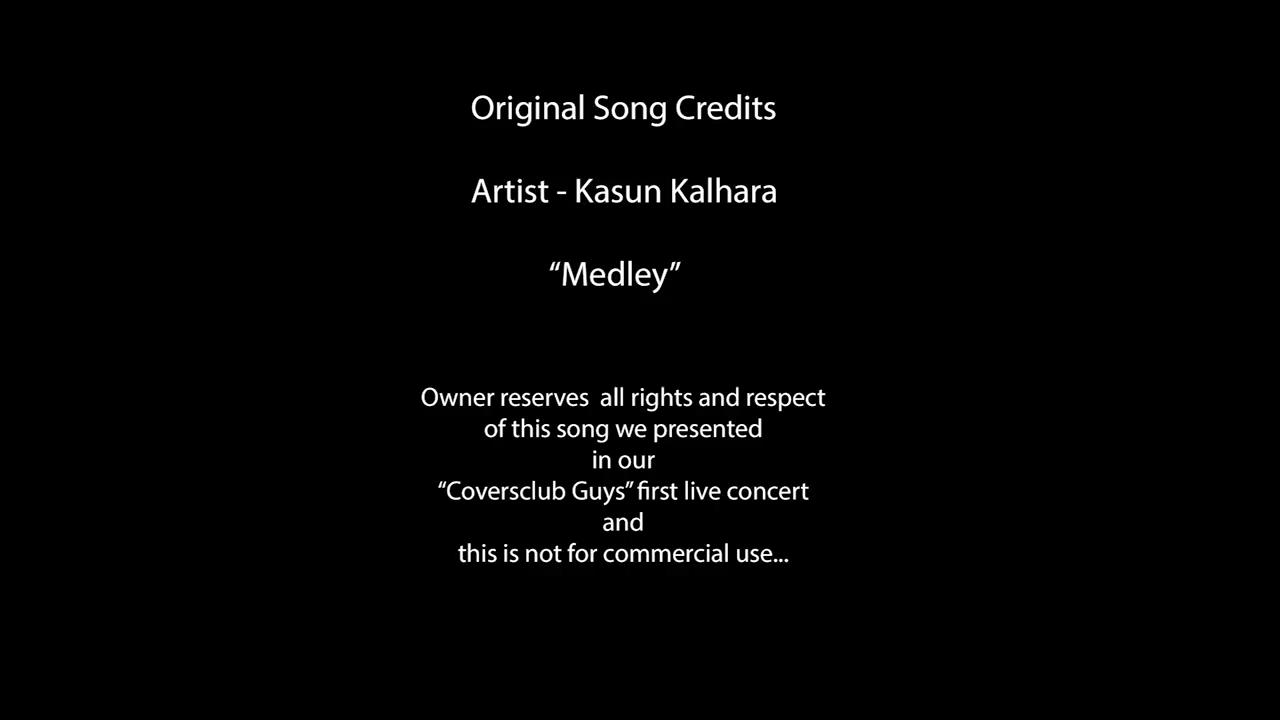 Original Song Credits
Artist - Kasun Kalhara
“Medley”
Owner reserves  all rights and respect
of this song we presented
in our
“Coversclub Guys” first live concert
and
this is not for commercial use...